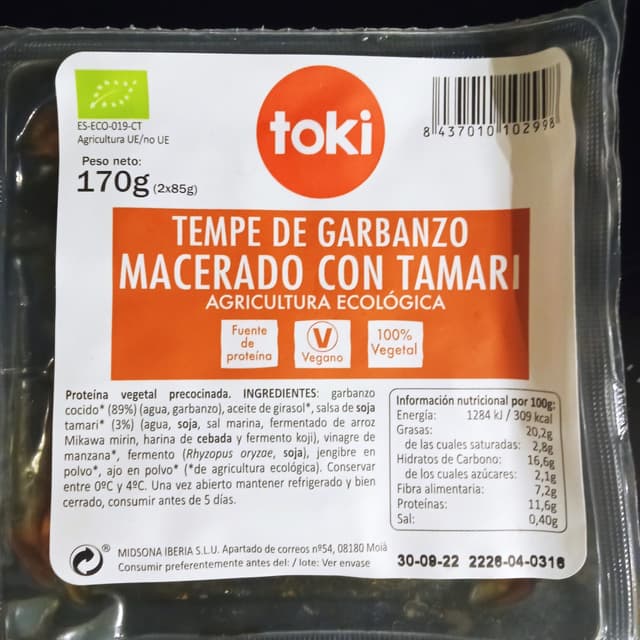 toki
8 437010 102998
ES-ECO-019-CT
Agricultura UE/no UE
Peso neto:
170g (2x85g)
TEMPE DE GARBANZO
MACERADO CON TAMARI
AGRICULTURA ECOLÓGICA
Fuente
de
proteína
V
Vegano
100%
Vegetal
Proteína vegetal precocinada. INGREDIENTES: garbanzo
cocido* (89%) (agua, garbanzo), aceite de girasol*, salsa de soja
tamari* (3%) (agua, soja, sal marina, fermentado de arroz
Mikawa mirin, harina de cebada y fermento koji), vinagre de
manzana*, fermento (Rhyzopus oryzae, soja), jengibre en
polvo*, ajo en polvo* (*de agricultura ecológica). Conservar
entre 0ºC y 4ºC. Una vez abierto mantener refrigerado y bien
cerrado, consumir antes de 5 días.
Información nutricional por 100g:
Energía: 1284 kJ / 309 kcal
Grasas: 20,2g
de las cuales saturadas: 2,8g
Hidratos de Carbono: 16,6g
de los cuales azúcares: 2,1g
Fibra alimentaria: 7,2g
Proteínas: 11,6g
Sal: 0,40g
MIDSONA IBERIA S.L.U. Apartado de correos nº54, 08180 Moià
Consumir preferentemente antes del: / lote: Ver envase
30-09-22 2226-04-0316